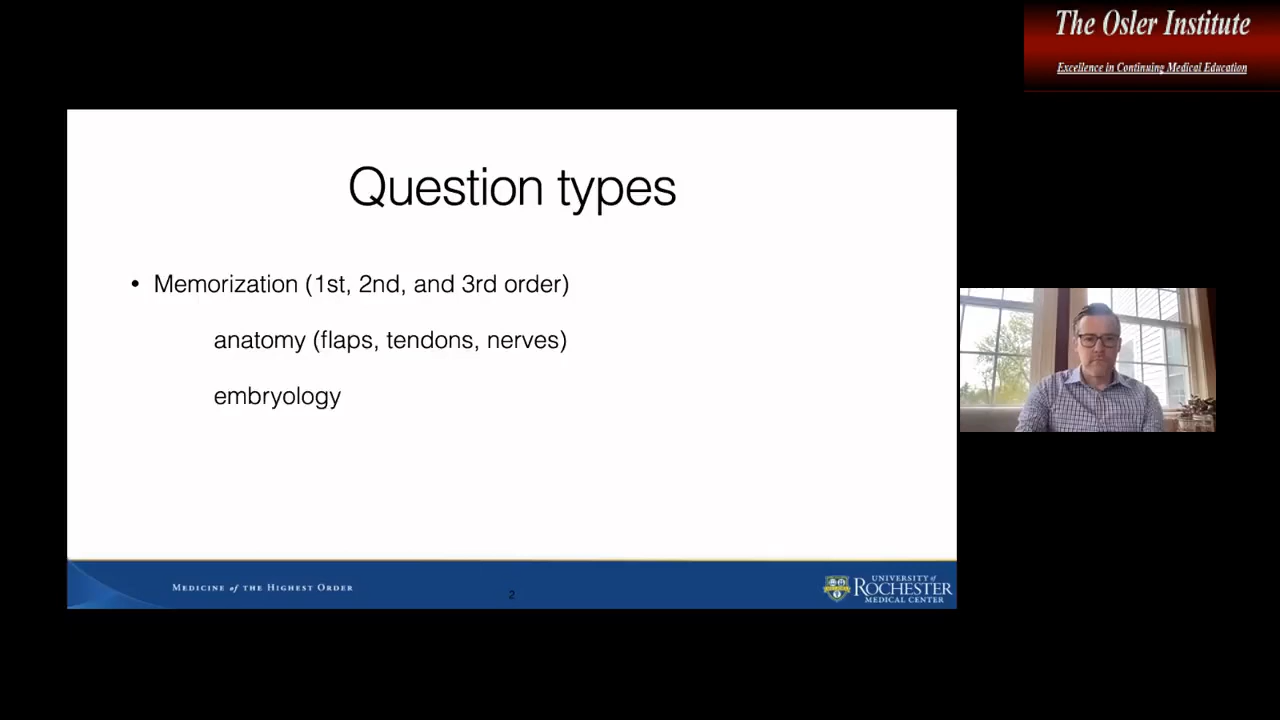 The Osler Institute
Excellence in Continuing Medical Education
Question types
• Memorization (1st, 2nd, and 3rd order)
anatomy (flaps, tendons, nerves)
embryology
MEDICINE of THE HIGHEST ORDER
2
UNIVERSITY of
ROCHESTER
MEDICAL CENTER